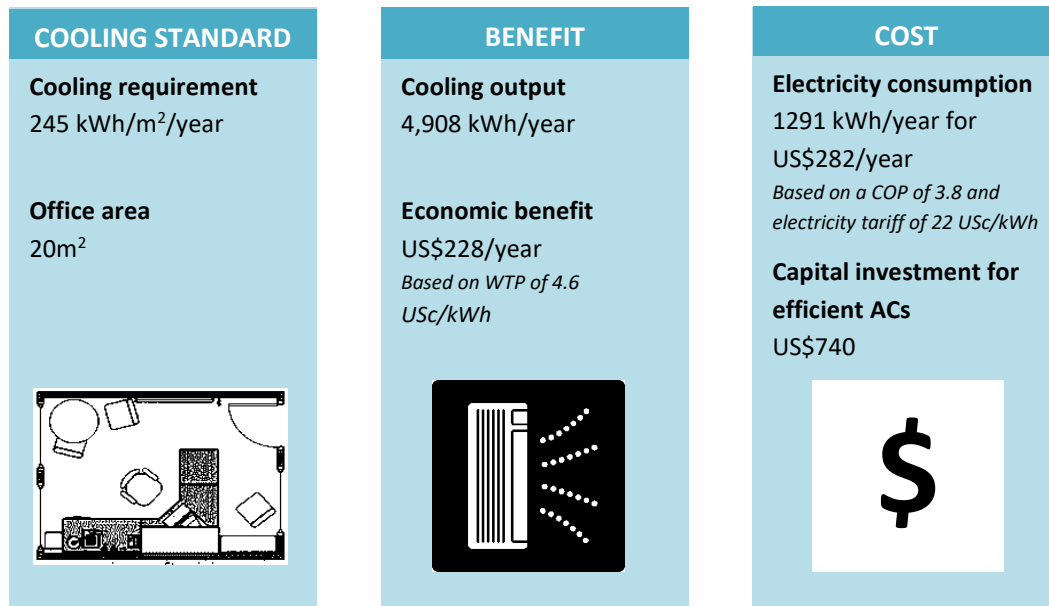 COOLING STANDARD
Cooling requirement
245 kWh/m²/year
Office area
20m²
BENEFIT
Cooling output
4,908 kWh/year
Economic benefit
US$228/year
Based on WTP of 4.6
USc/kWh
COST
Electricity consumption
1291 kWh/year for
US$282/year
Based on a COP of 3.8 and
electricity tariff of 22 USc/kWh
Capital investment for
efficient ACs
US$740
$